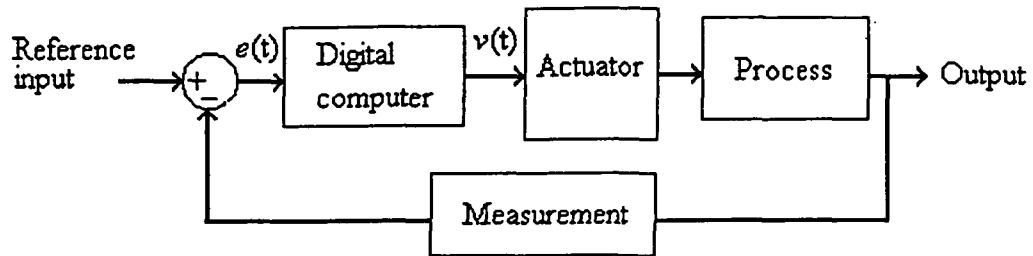 Reference
input
+
−
e(t)
Digital
computer
v(t)
Actuator
Process
Output
Measurement